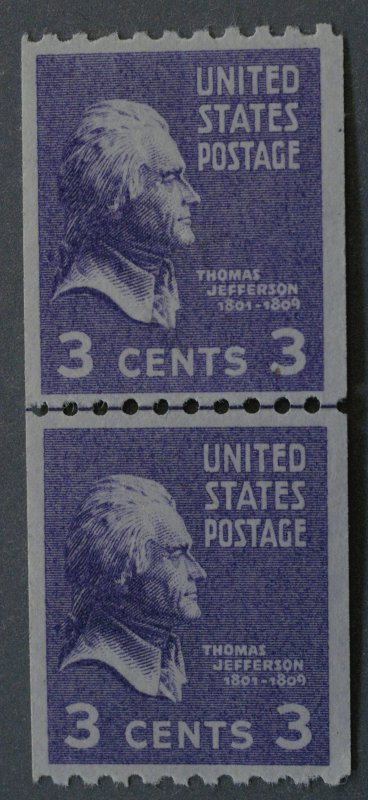 UNITED
STATES
POSTAGE
THOMAS
JEFFERSON
1801-1809
3 CENTS 3
UNITED
STATES
POSTAGE
THOMAS
JEFFERSON
1801-1809
3 CENTS 3